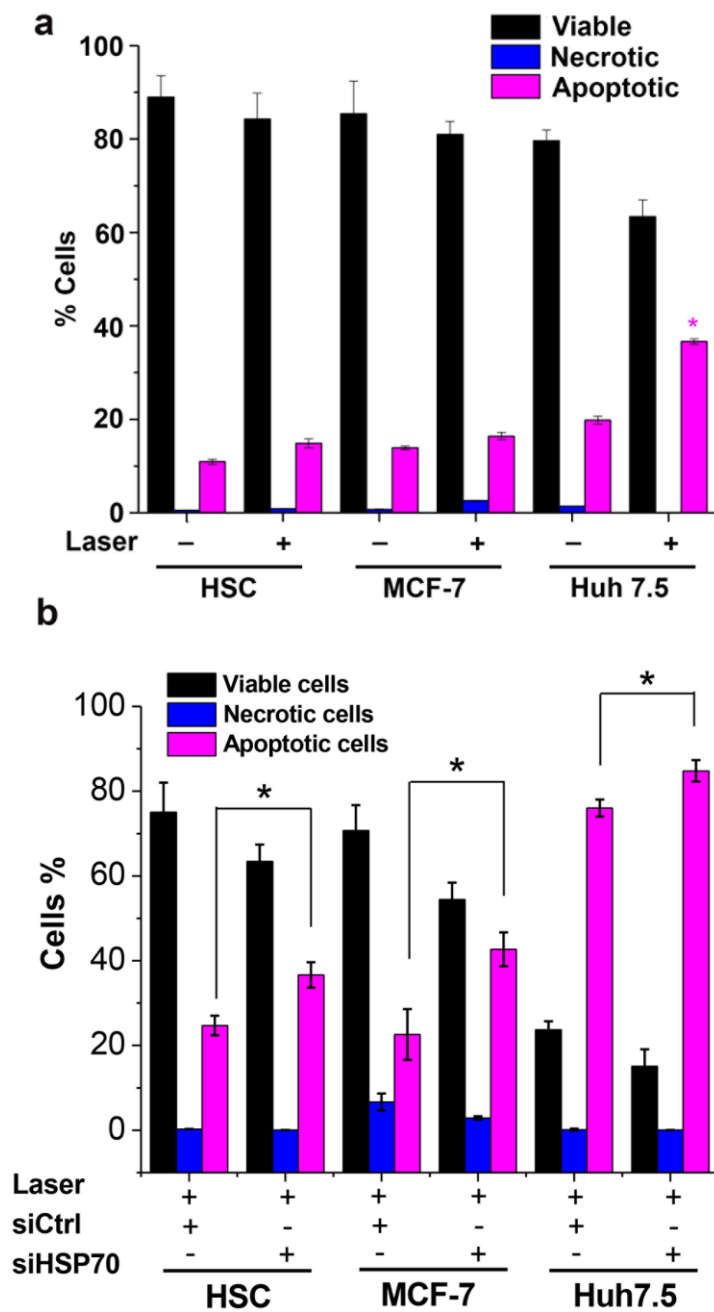 a
100
Viable
Necrotic
Apoptotic
80
60
40
20
0
% Cells
*
Laser – + – + – +
HSC MCF-7 Huh 7.5
b
Viable cells
Necrotic cells
Apoptotic cells
100
80
60
40
20
0
Cells %
* * *
Laser + + + + + +
siCtrl + - + - + -
siHSP70 - + - + - +
HSC MCF-7 Huh7.5